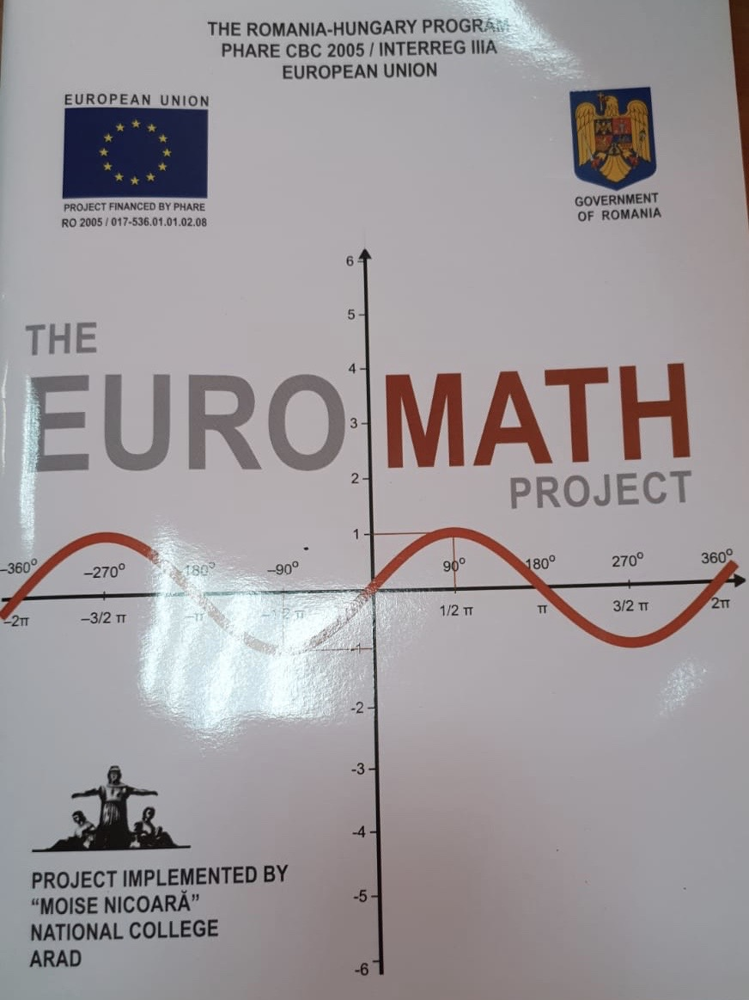 THE ROMANIA-HUNGARY PROGRAM
PHARE CBC 2005 / INTERREG IIIA
EUROPEAN UNION
EUROPEAN UNION
PROJECT FINANCED BY PHARE
RO 2005 / 017-536.01.01.02.08
GOVERNMENT
OF ROMANIA
6
5
THE
4
EURO MATH
3
2
PROJECT
1
–360° –270° 180° –90° 90° 180° 270° 360°
–2π –3/2 π –π –1/2 π 1/2 π π 3/2 π 2π
-1
-2
-3
-4
-5
-6
PROJECT IMPLEMENTED BY
“MOISE NICOARĂ”
NATIONAL COLLEGE
ARAD